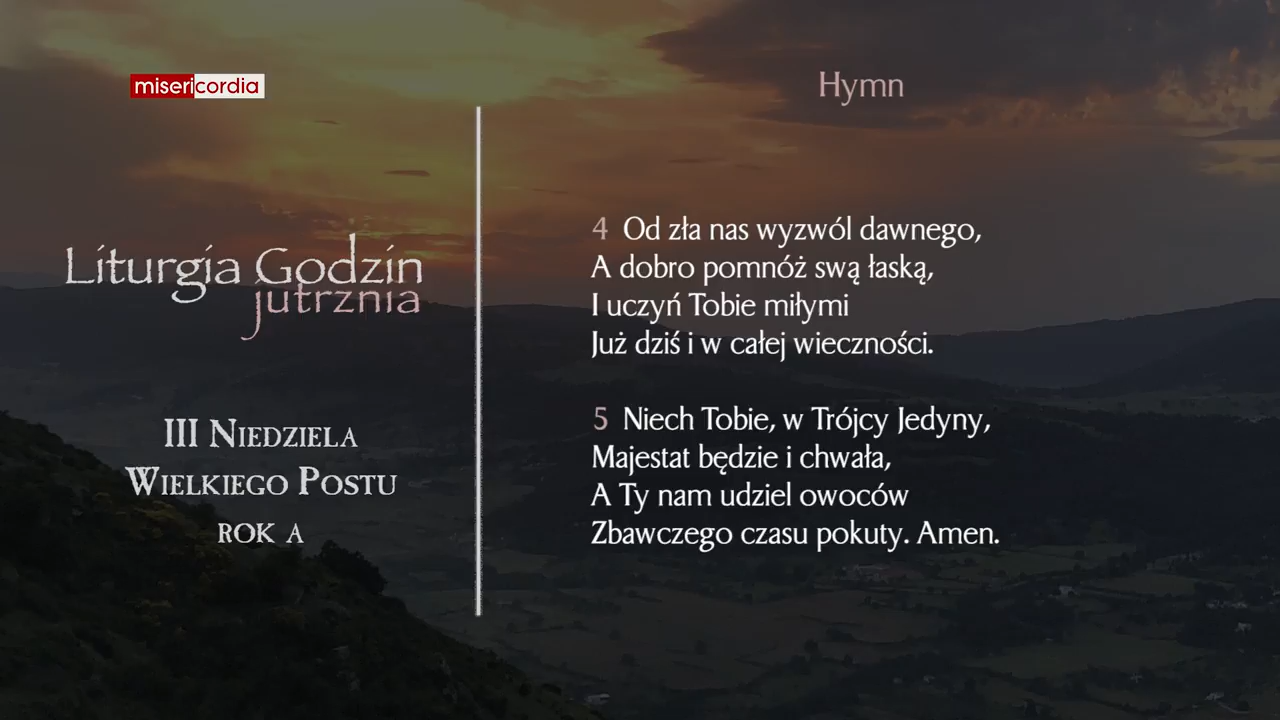 misericordia
Liturgia Godzin
jutrznia
III Niedziela
Wielkiego Postu
rok A
Hymn
4 Od zła nas wyzwól dawnego,
A dobro pomnóż swą łaską,
I uczyń Tobie miłymi
Już dziś i w całej wieczności.
5 Niech Tobie, w Trójcy Jedyny,
Majestat będzie i chwała,
A Ty nam udziel owoców
Zbawczego czasu pokuty. Amen.